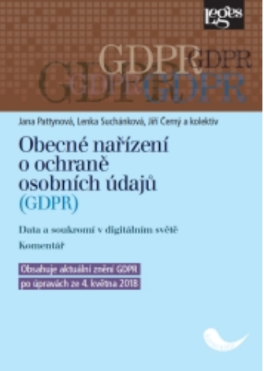 Leges
GDPR GDPR
GDPR GDPR GDPR
Jana Pattynová, Lenka Suchánková, Jiří Černý a kolektiv
Obecné nařízení
o ochraně
osobních údajů
(GDPR)
Data a soukromí v digitálním světě
Komentář
Obsahuje aktuální znění GDPR
po úpravách ze 4. května 2018